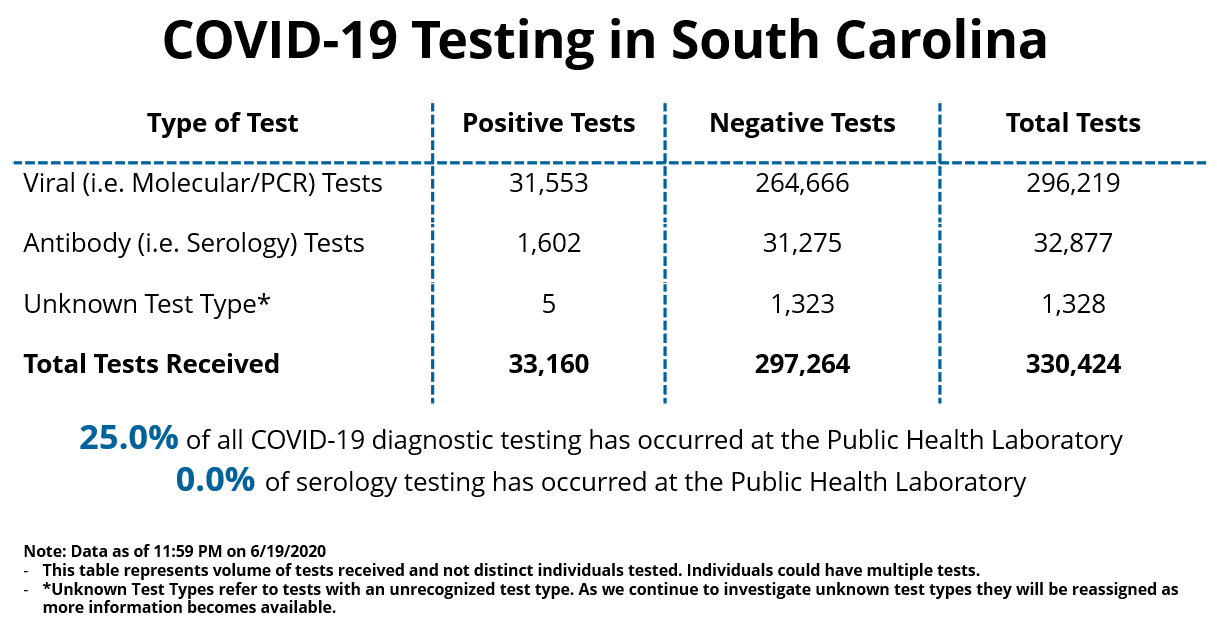 COVID-19 Testing in South Carolina
Type of Test Positive Tests Negative Tests Total Tests
Viral (i.e. Molecular/PCR) Tests 31,553 264,666 296,219
Antibody (i.e. Serology) Tests 1,602 31,275 32,877
Unknown Test Type* 5 1,323 1,328
Total Tests Received 33,160 297,264 330,424
25.0% of all COVID-19 diagnostic testing has occurred at the Public Health Laboratory
0.0% of serology testing has occurred at the Public Health Laboratory
Note: Data as of 11:59 PM on 6/19/2020
- This table represents volume of tests received and not distinct individuals tested. Individuals could have multiple tests.
- *Unknown Test Types refer to tests with an unrecognized test type. As we continue to investigate unknown test types they will be reassigned as
more information becomes available.